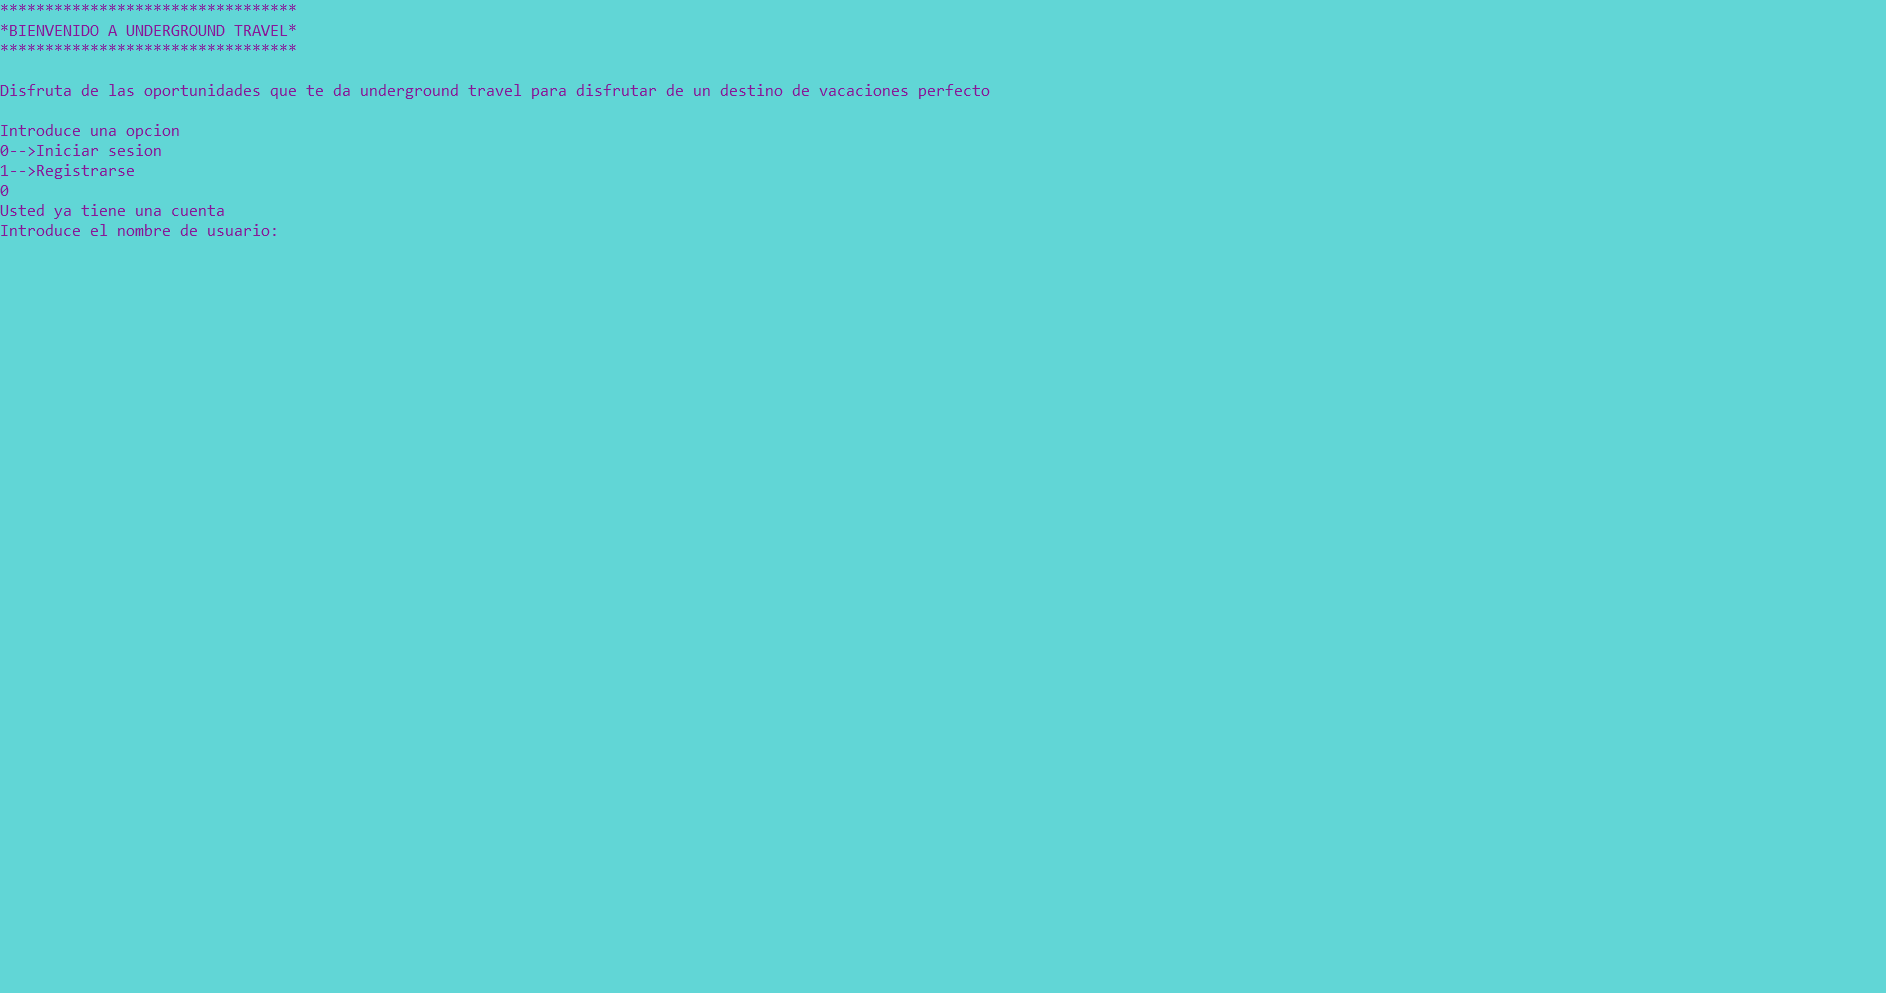 *********************************
*BIENVENIDO A UNDERGROUND TRAVEL*
*********************************
Disfruta de las oportunidades que te da underground travel para disfrutar de un destino de vacaciones perfecto
Introduce una opcion
0-->Iniciar sesion
1-->Registrarse
0
Usted ya tiene una cuenta
Introduce el nombre de usuario: